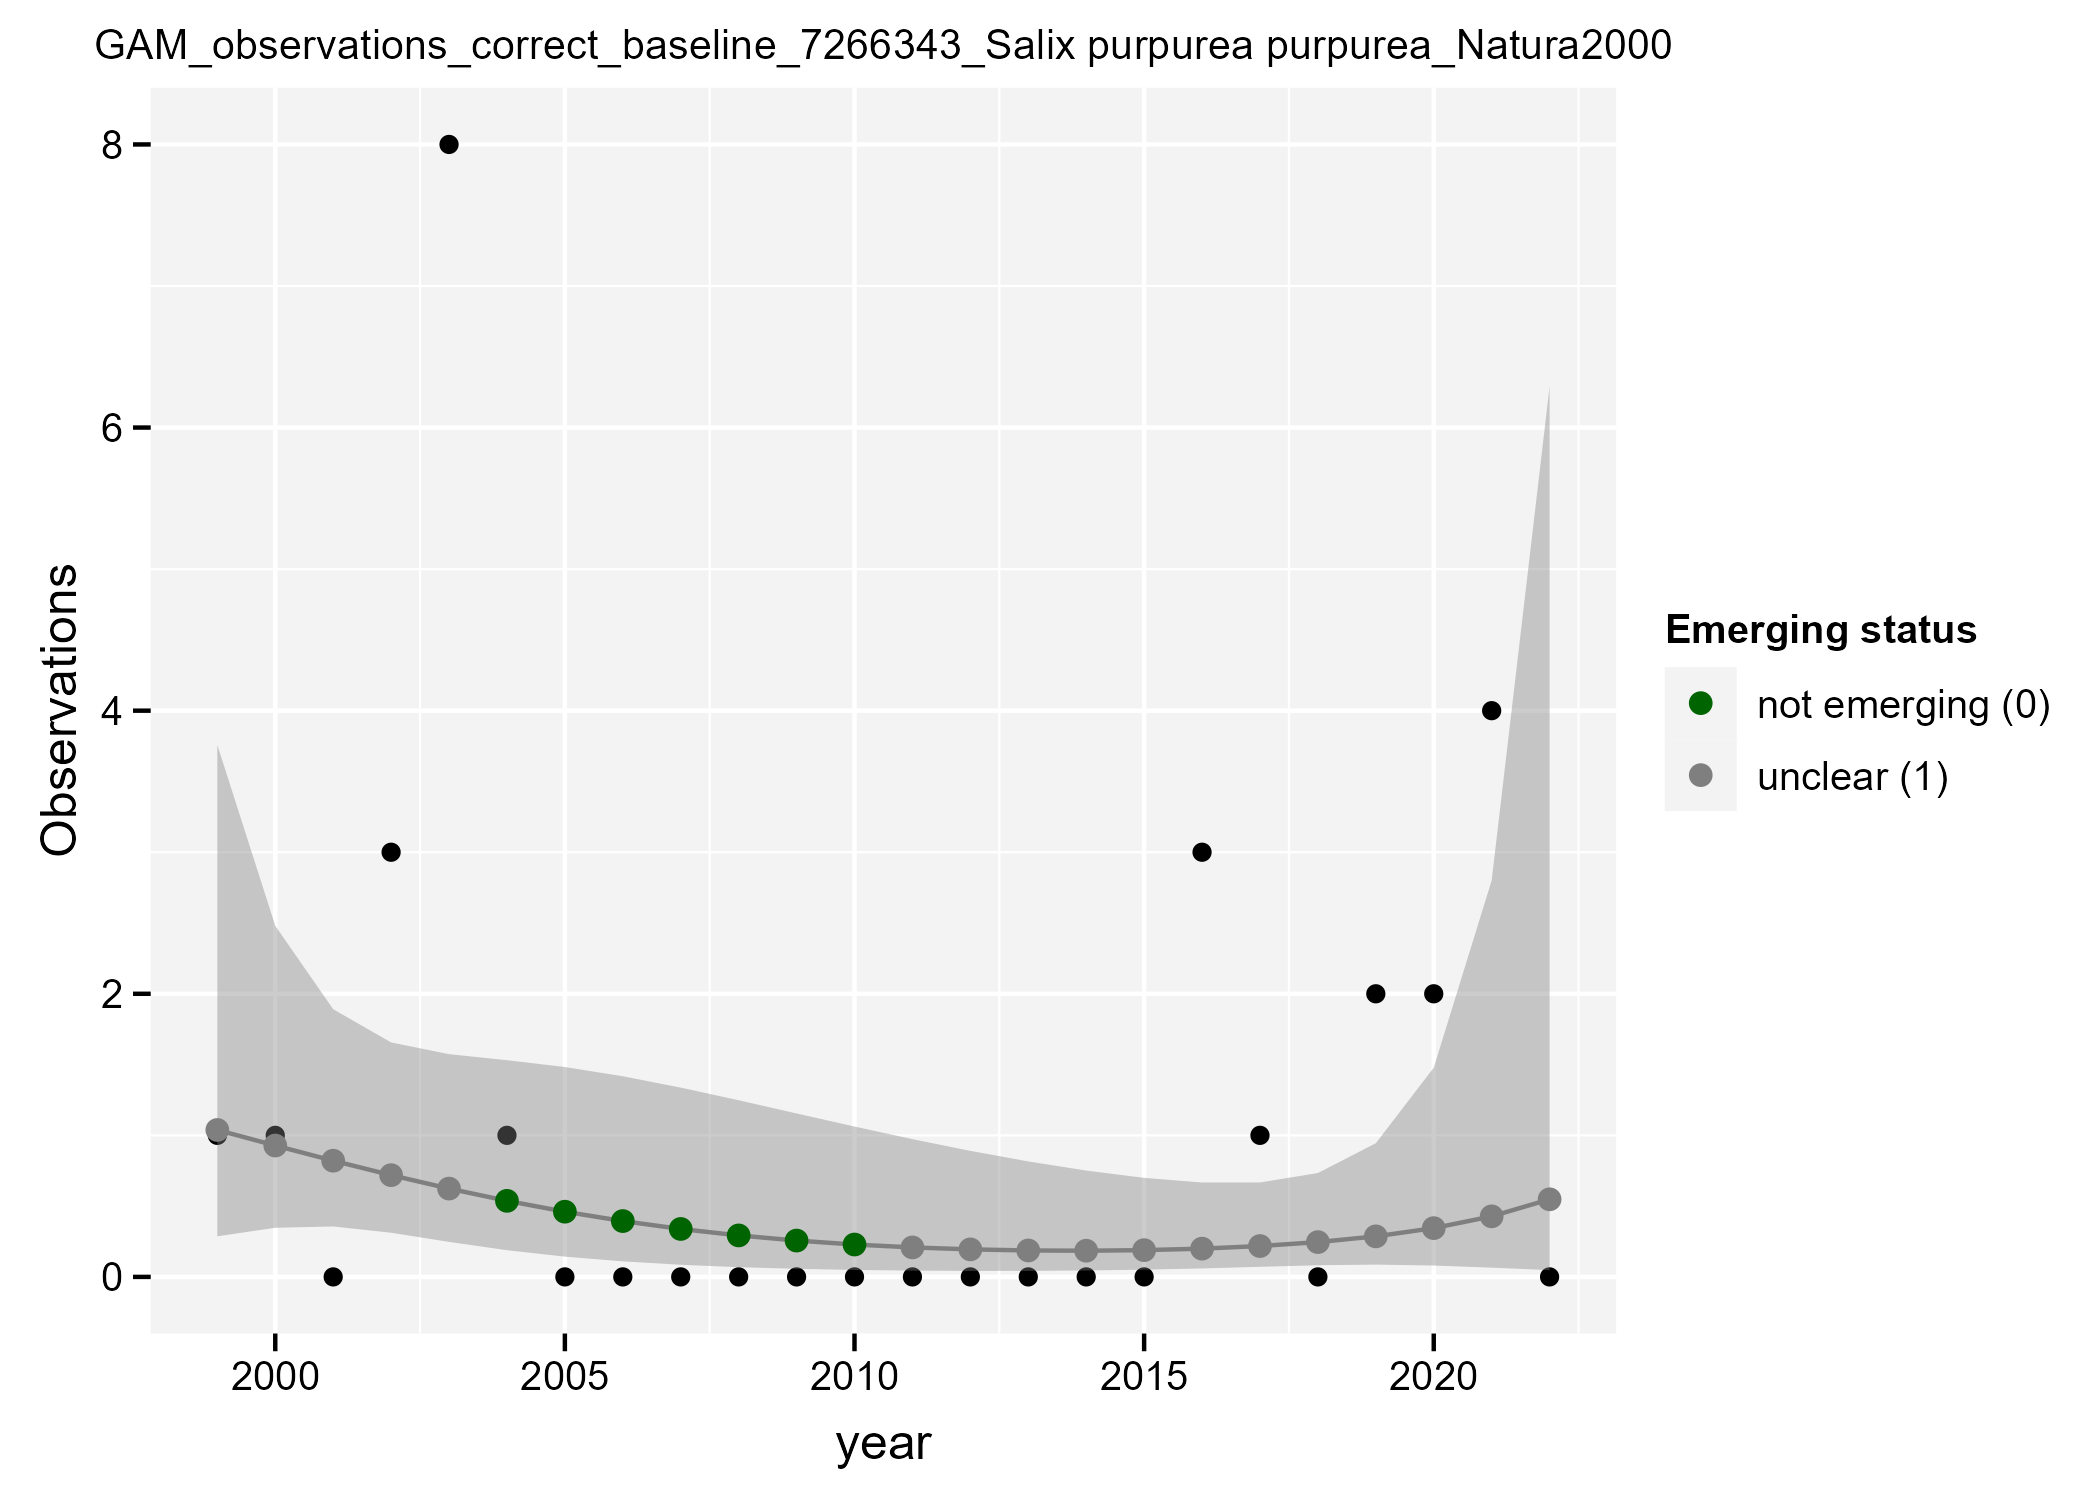 GAM_observations_correct_baseline_7266343_Salix purpurea purpurea_Natura2000
8
6
4
2
0
Observations
2000 2005 2010 2015 2020
year
Emerging status
not emerging (0)
unclear (1)